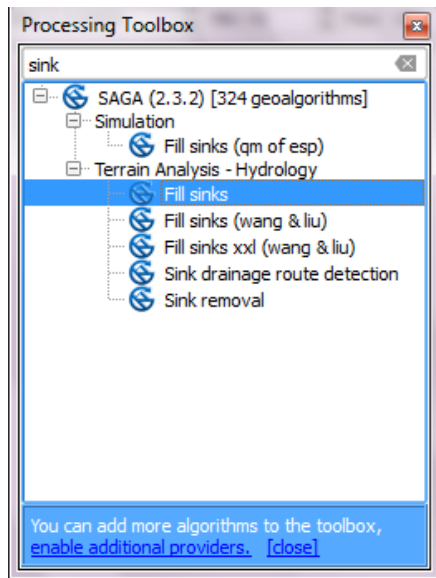 Processing Toolbox
sink
SAGA (2.3.2) [324 geoalgorithms]
Simulation
Fill sinks (qm of esp)
Terrain Analysis - Hydrology
Fill sinks
Fill sinks (wang & liu)
Fill sinks xxl (wang & liu)
Sink drainage route detection
Sink removal
You can add more algorithms to the toolbox,
enable additional providers. [close]